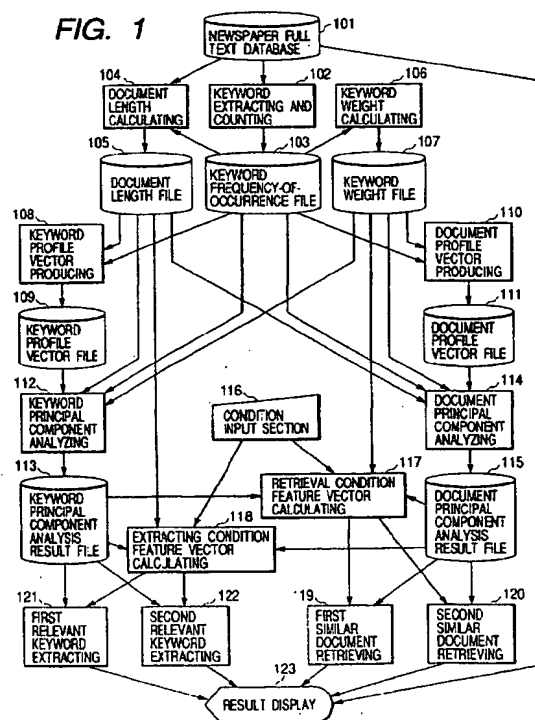 FIG. 1
101
NEWSPAPER FULL
TEXT DATABASE
104
DOCUMENT
LENGTH
CALCULATING
102
KEYWORD
EXTRACTING AND
COUNTING
106
KEYWORD
WEIGHT
CALCULATING
105
DOCUMENT
LENGTH FILE
103
KEYWORD
FREQUENCY-OF-
OCCURRENCE FILE
107
KEYWORD
WEIGHT FILE
108
KEYWORD
PROFILE
VECTOR
PRODUCING
110
DOCUMENT
PROFILE
VECTOR
PRODUCING
109
KEYWORD
PROFILE
VECTOR FILE
111
DOCUMENT
PROFILE
VECTOR FILE
112
KEYWORD
PRINCIPAL
COMPONENT
ANALYZING
116
CONDITION
INPUT SECTION
114
DOCUMENT
PRINCIPAL
COMPONENT
ANALYZING
113
KEYWORD
PRINCIPAL
COMPONENT
ANALYSIS
RESULT FILE
117
RETRIEVAL CONDITION
FEATURE VECTOR
CALCULATING
115
DOCUMENT
PRINCIPAL
COMPONENT
ANALYSIS
RESULT FILE
118
EXTRACTING CONDITION
FEATURE VECTOR
CALCULATING
121
FIRST
RELEVANT
KEYWORD
EXTRACTING
122
SECOND
RELEVANT
KEYWORD
EXTRACTING
119
FIRST
SIMILAR
DOCUMENT
RETRIEVING
120
SECOND
SIMILAR
DOCUMENT
RETRIEVING
123
RESULT DISPLAY